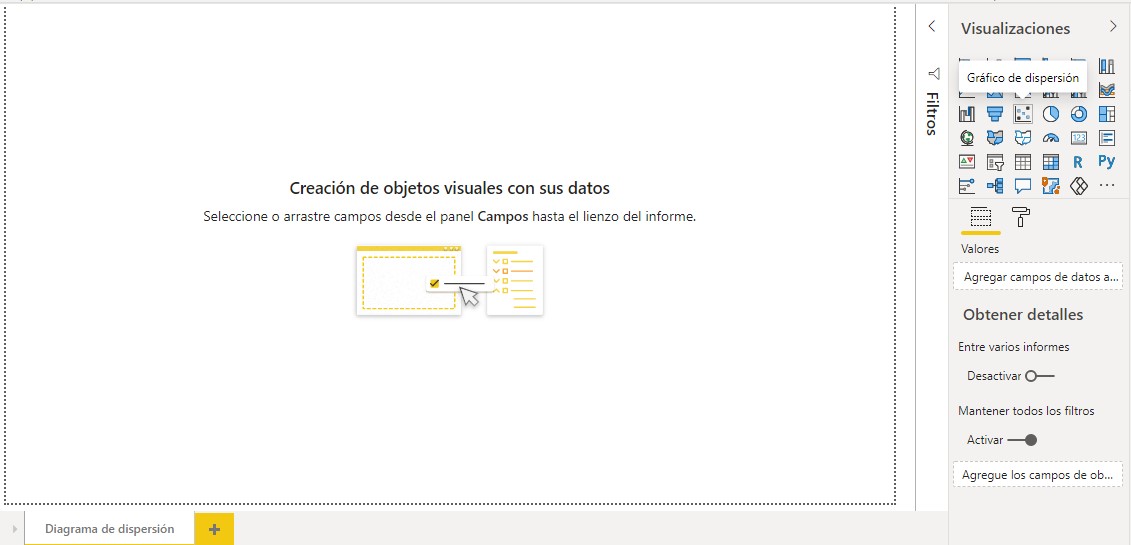 Visualizaciones
Gráfico de dispersión
Filtros
123
R
Py
Creación de objetos visuales con sus datos
Seleccione o arrastre campos desde el panel Campos hasta el lienzo del informe.
Valores
Agregar campos de datos a...
Obtener detalles
Entre varios informes
Desactivar
Mantener todos los filtros
Activar
Agregue los campos de ob...
Diagrama de dispersión